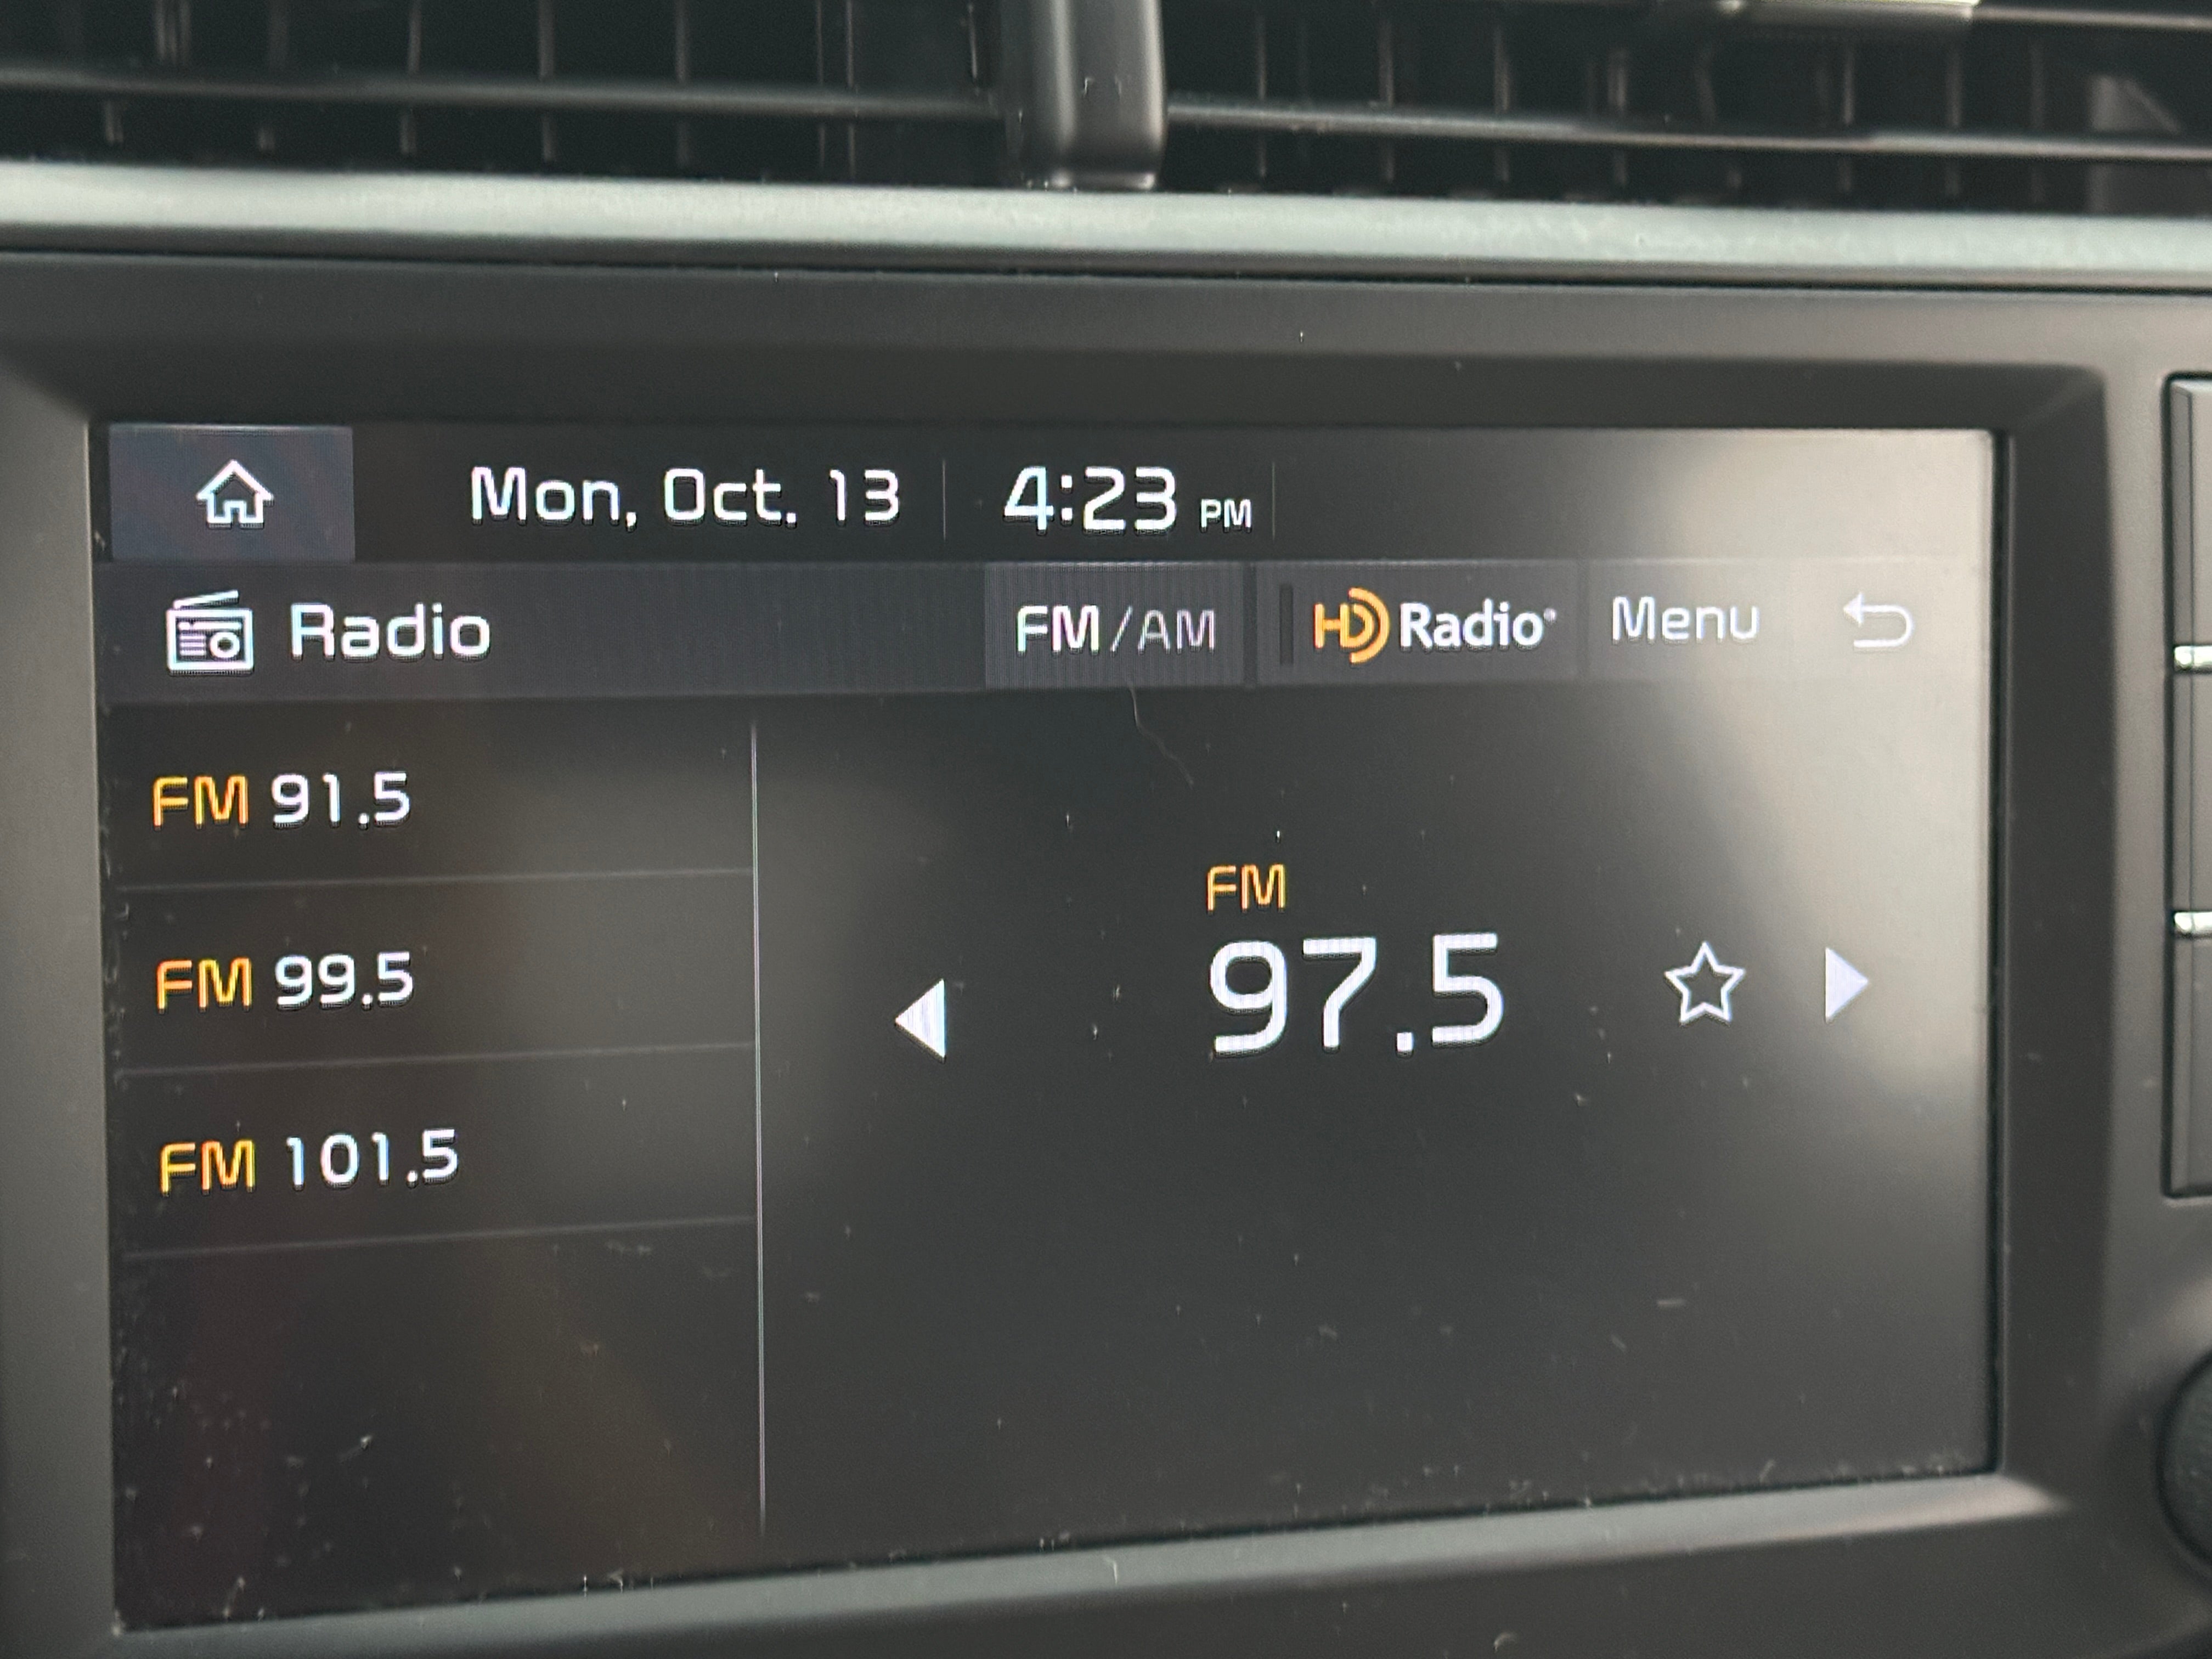 Mon, Oct. 13 4:23 PM
Radio FM/AM HD Radio® Menu
FM 91.5
FM 99.5
FM 101.5
FM
97.5